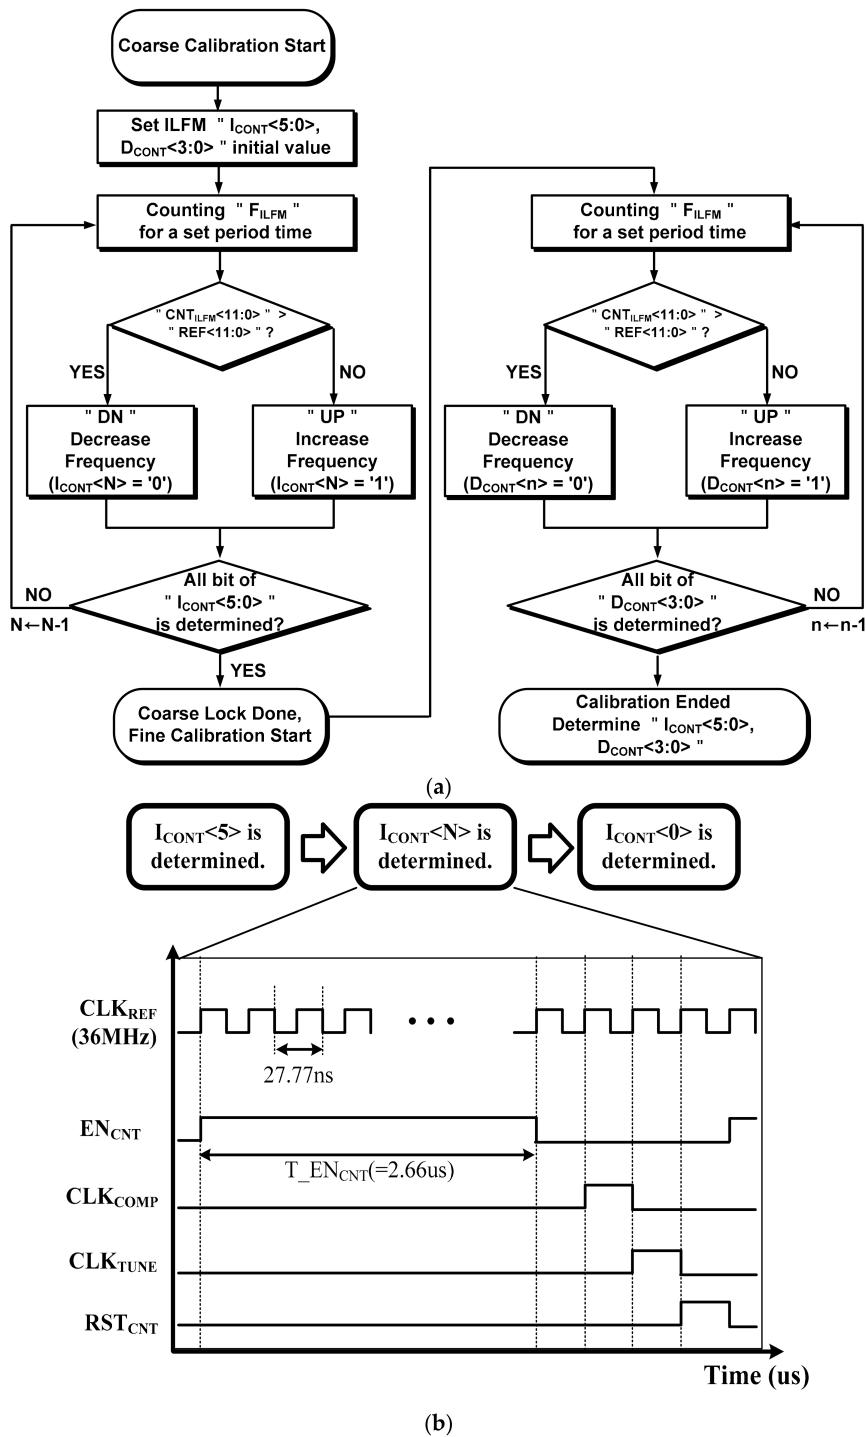 Coarse Calibration Start
Set ILFM " ICONT<5:0>,
DCONT<3:0> " initial value
Counting " FILFM "
for a set period time
" CNTILFM<11:0> " >
" REF<11:0> " ?
YES
NO
" DN "
Decrease
Frequency
(ICONT<N> = '0')
" UP "
Increase
Frequency
(ICONT<N> = '1')
All bit of
" ICONT<5:0> "
is determined?
NO
N←N-1
YES
Coarse Lock Done,
Fine Calibration Start
Counting " FILFM "
for a set period time
" CNTILFM<11:0> " >
" REF<11:0> " ?
YES
NO
" DN "
Decrease
Frequency
(DCONT<n> = '0')
" UP "
Increase
Frequency
(DCONT<n> = '1')
All bit of
" DCONT<3:0> "
is determined?
NO
n←n-1
Calibration Ended
Determine " ICONT<5:0>,
DCONT<3:0> "
(a)
ICONT<5> is
determined.
ICONT<N> is
determined.
ICONT<0> is
determined.
CLKREF
(36MHz)
27.77ns
ENCNT
T_ENCNT(=2.66us)
CLKCOMP
CLKTUNE
RSTCNT
Time (us)
(b)